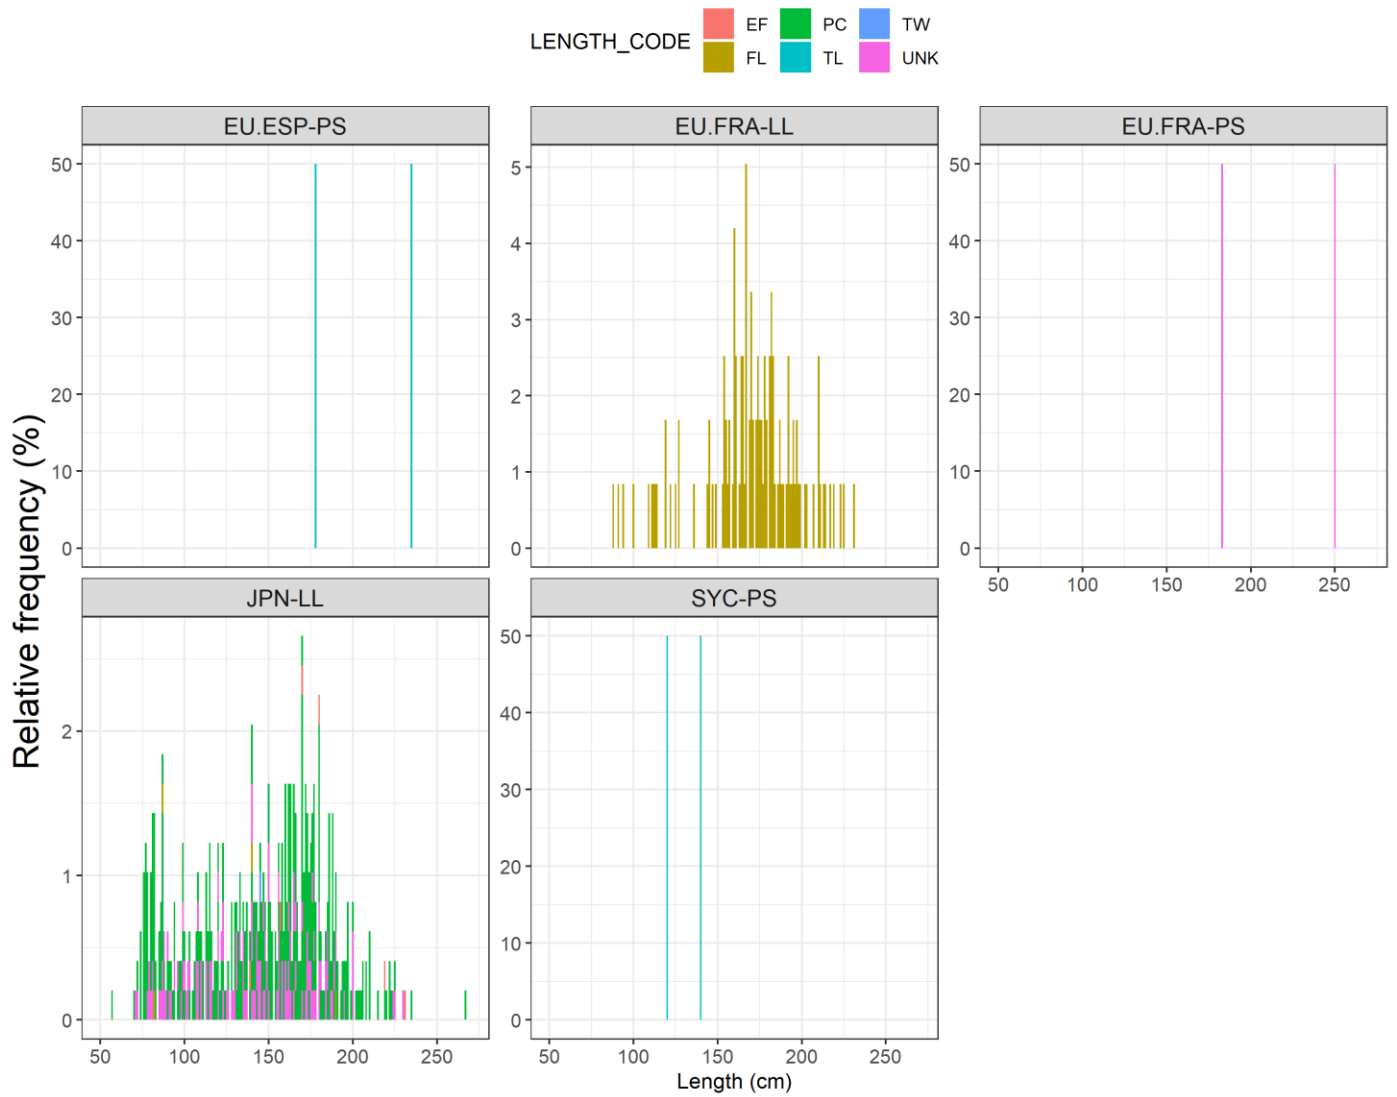 LENGTH_CODE
EF PC TW
FL TL UNK
EU.ESP-PS EU.FRA-LL EU.FRA-PS
50 5 50
40 4 40
30 3 30
20 2 20
10 1 10
0 0 0
50 100 150 200 250
Relative frequency (%)
JPN-LL SYC-PS
2 50
1 40
0 30
20
10
0
50 100 150 200 250 50 100 150 200 250
Length (cm)